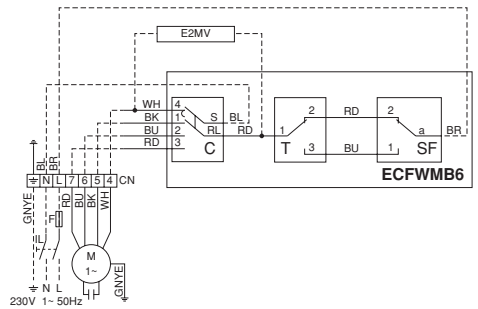 E2MV
WH 4
BK 1 S BL
BU 2 RL RD
RD 3
C
1 2 RD 2
T 3 BU 1 SF
a BR
ECFWMB6
BL BR
N L 7 6 5 4 CN
GNYE
RD BU BK WH
F
IL
M
1~
GNYE
N L
230V 1~ 50Hz